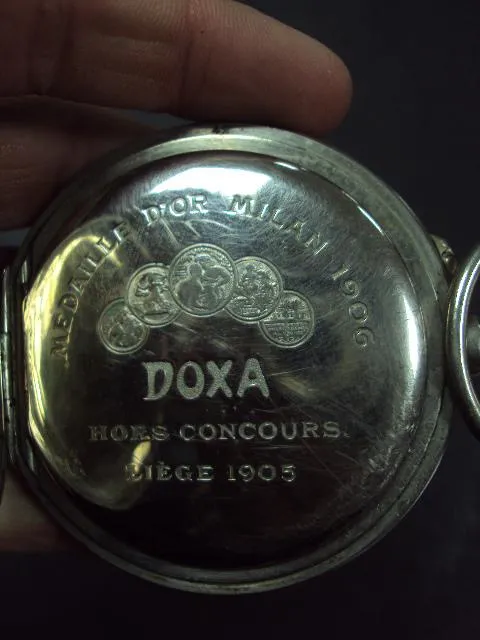 MEDAILLE D'OR MILAN 1906
DOXA
HORS CONCOURS.
LIÈGE 1905